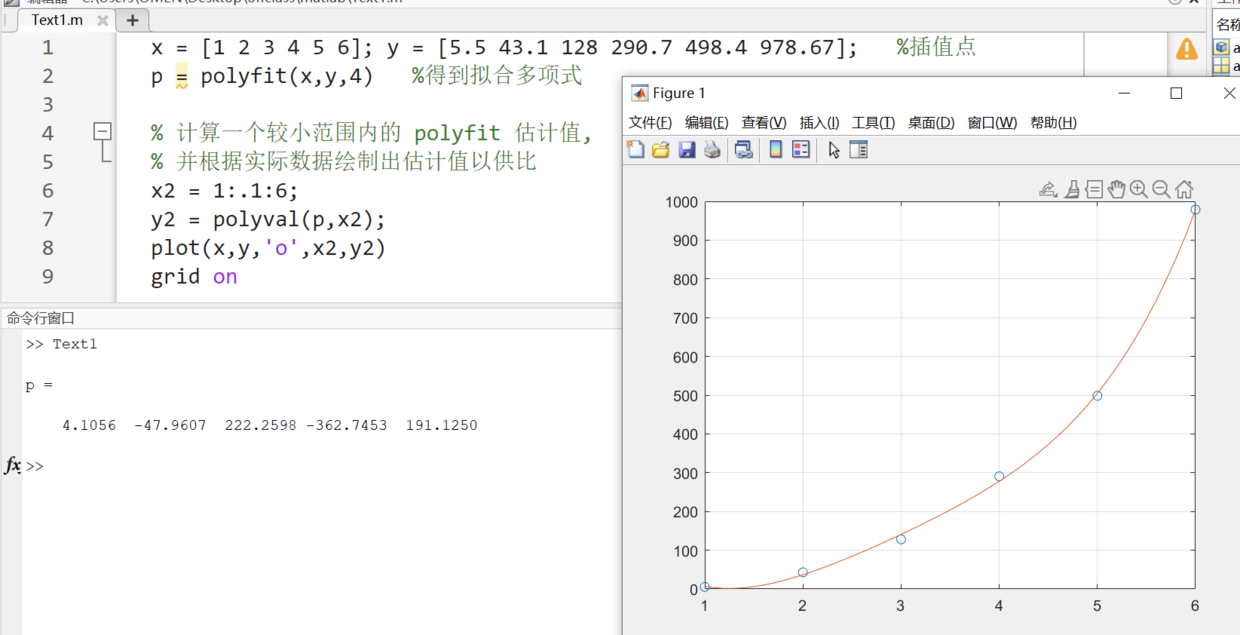 Text1.m
1 x = [1 2 3 4 5 6]; y = [5.5 43.1 128 290.7 498.4 978.67]; %插值点
2 p = polyfit(x,y,4) %得到拟合多项式
3
4 % 计算一个较小范围内的 polyfit 估计值,
5 % 并根据实际数据绘制出估计值以供比
6 x2 = 1:.1:6;
7 y2 = polyval(p,x2);
8 plot(x,y,'o',x2,y2)
9 grid on
名称
a
a
命令行窗口
>> Text1
p =
4.1056 -47.9607 222.2598 -362.7453 191.1250
fx >>
Figure 1
文件(F) 编辑(E) 查看(V) 插入(I) 工具(T) 桌面(D) 窗口(W) 帮助(H)
1000
900
800
700
600
500
400
300
200
100
0
1 2 3 4 5 6